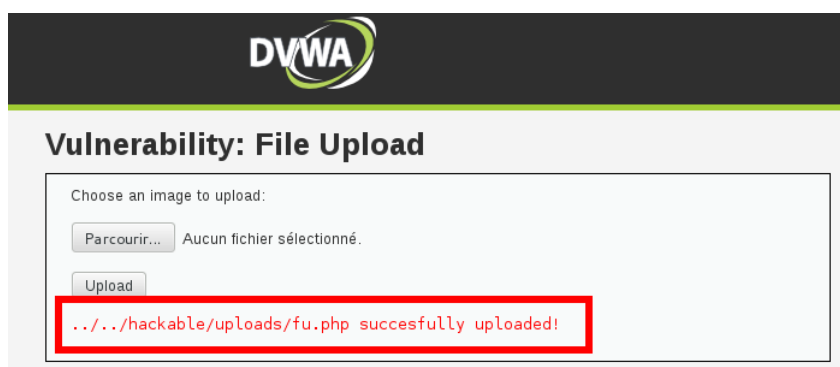 DVWA
Vulnerability: File Upload
Choose an image to upload:
Parcourir... Aucun fichier sélectionné.
Upload
../../hackable/uploads/fu.php succesfully uploaded!